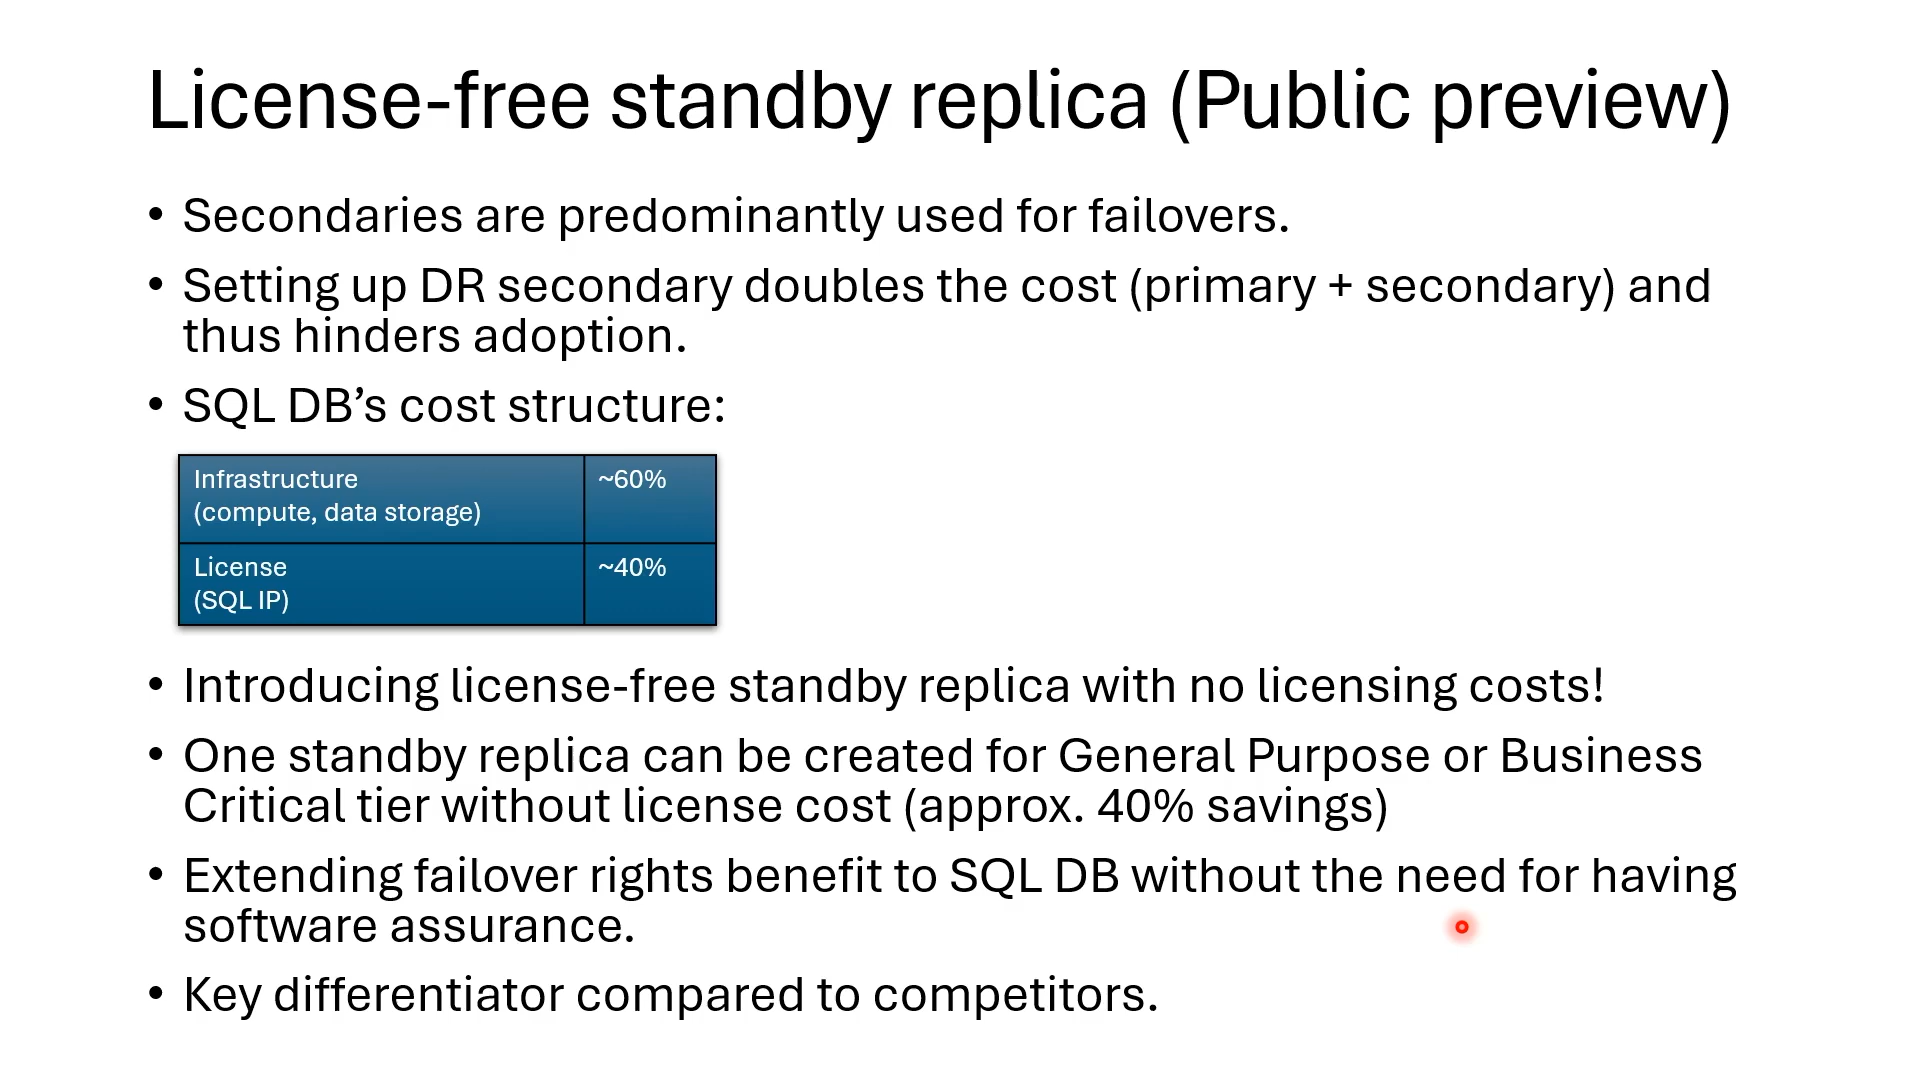 License-free standby replica (Public preview)
• Secondaries are predominantly used for failovers.
• Setting up DR secondary doubles the cost (primary + secondary) and
thus hinders adoption.
• SQL DB’s cost structure:
Infrastructure ~60%
(compute, data storage)
License ~40%
(SQL IP)
• Introducing license-free standby replica with no licensing costs!
• One standby replica can be created for General Purpose or Business
Critical tier without license cost (approx. 40% savings)
• Extending failover rights benefit to SQL DB without the need for having
software assurance.
• Key differentiator compared to competitors.